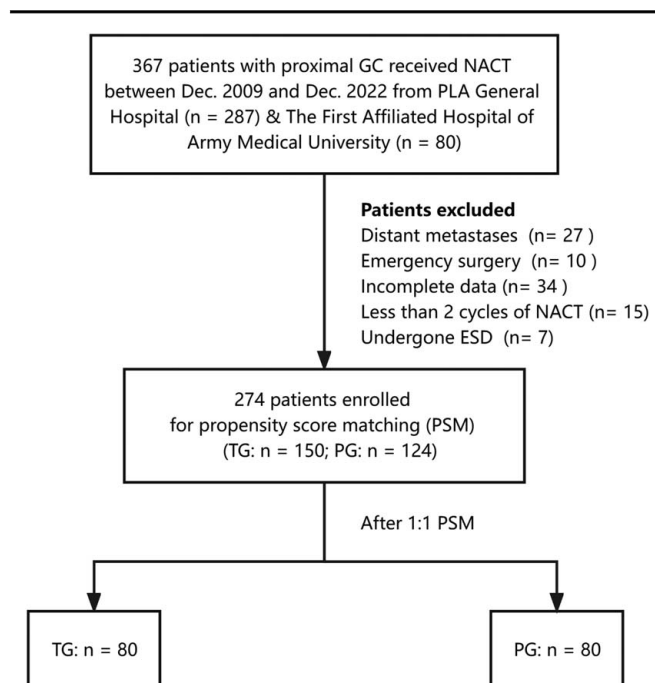 367 patients with proximal GC received NACT
between Dec. 2009 and Dec. 2022 from PLA General
Hospital (n = 287) & The First Affiliated Hospital of
Army Medical University (n = 80)
Patients excluded
Distant metastases (n= 27 )
Emergency surgery (n= 10 )
Incomplete data (n= 34 )
Less than 2 cycles of NACT (n= 15)
Undergone ESD (n= 7)
274 patients enrolled
for propensity score matching (PSM)
(TG: n = 150; PG: n = 124)
After 1:1 PSM
TG: n = 80
PG: n = 80